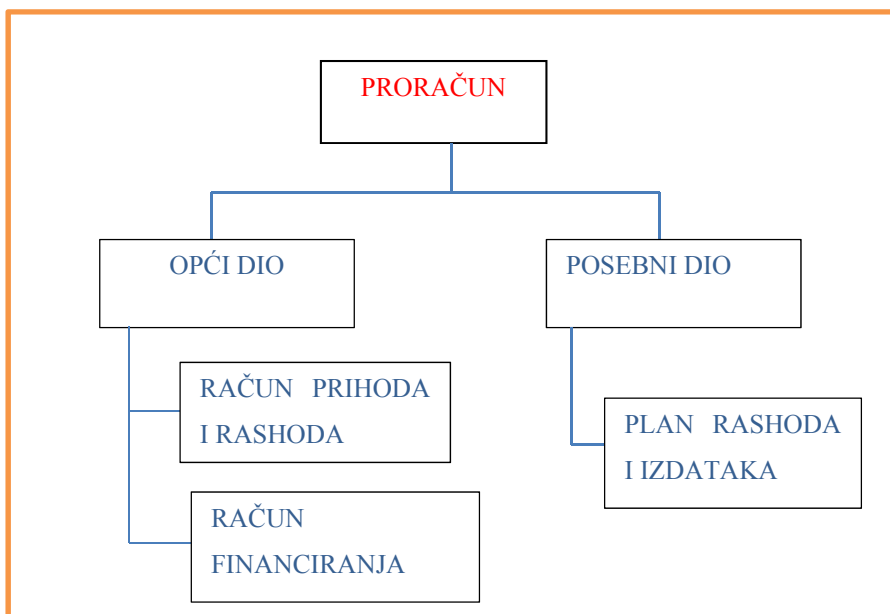 PRORAČUN
OPĆI DIO
POSEBNI DIO
RAČUN PRIHODA
I RASHODA
PLAN RASHODA
I IZDATAKA
RAČUN
FINANCIRANJA